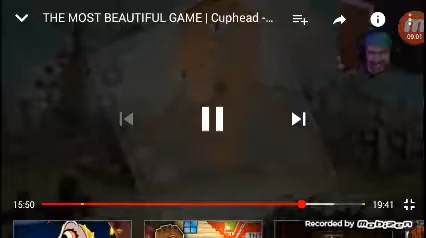 THE MOST BEAUTIFUL GAME | Cuphead -...
09:01
15:50
19:41
Recorded by Mobizen